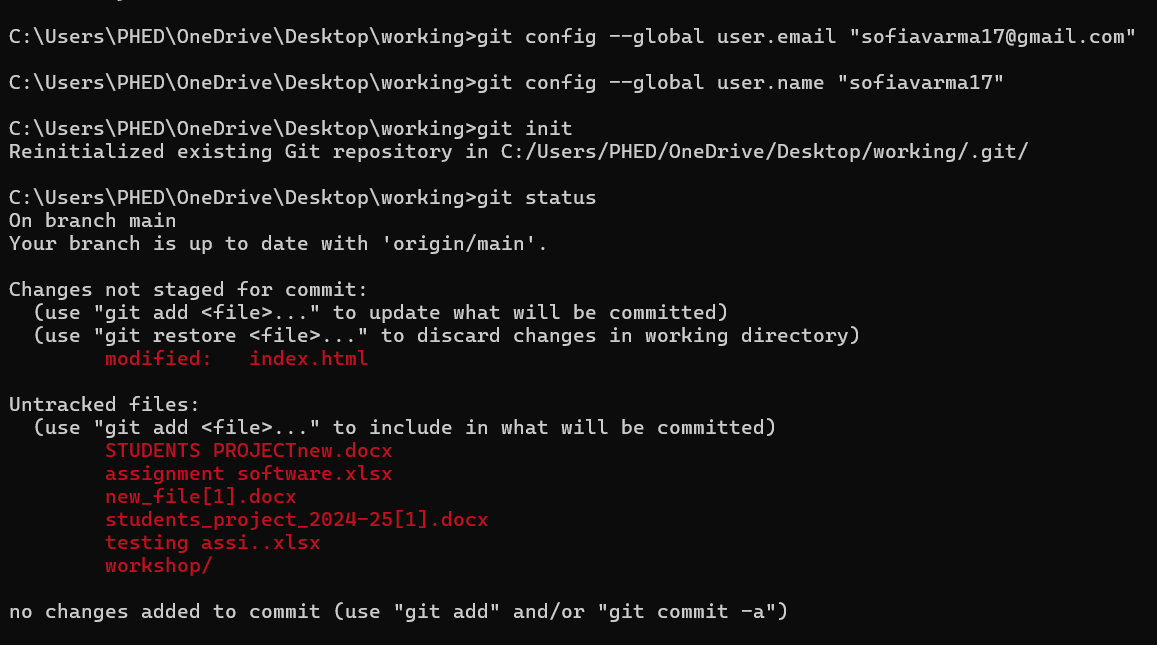 C:\Users\PHED\OneDrive\Desktop\working>git config --global user.email "sofiavarma17@gmail.com"
C:\Users\PHED\OneDrive\Desktop\working>git config --global user.name "sofiavarma17"
C:\Users\PHED\OneDrive\Desktop\working>git init
Reinitialized existing Git repository in C:/Users/PHED/OneDrive/Desktop/working/.git/
C:\Users\PHED\OneDrive\Desktop\working>git status
On branch main
Your branch is up to date with 'origin/main'.
Changes not staged for commit:
  (use "git add <file>..." to update what will be committed)
  (use "git restore <file>..." to discard changes in working directory)
        modified:   index.html
Untracked files:
  (use "git add <file>..." to include in what will be committed)
        STUDENTS PROJECTnew.docx
        assignment software.xlsx
        new_file[1].docx
        students_project_2024-25[1].docx
        testing assi..xlsx
        workshop/
no changes added to commit (use "git add" and/or "git commit -a")